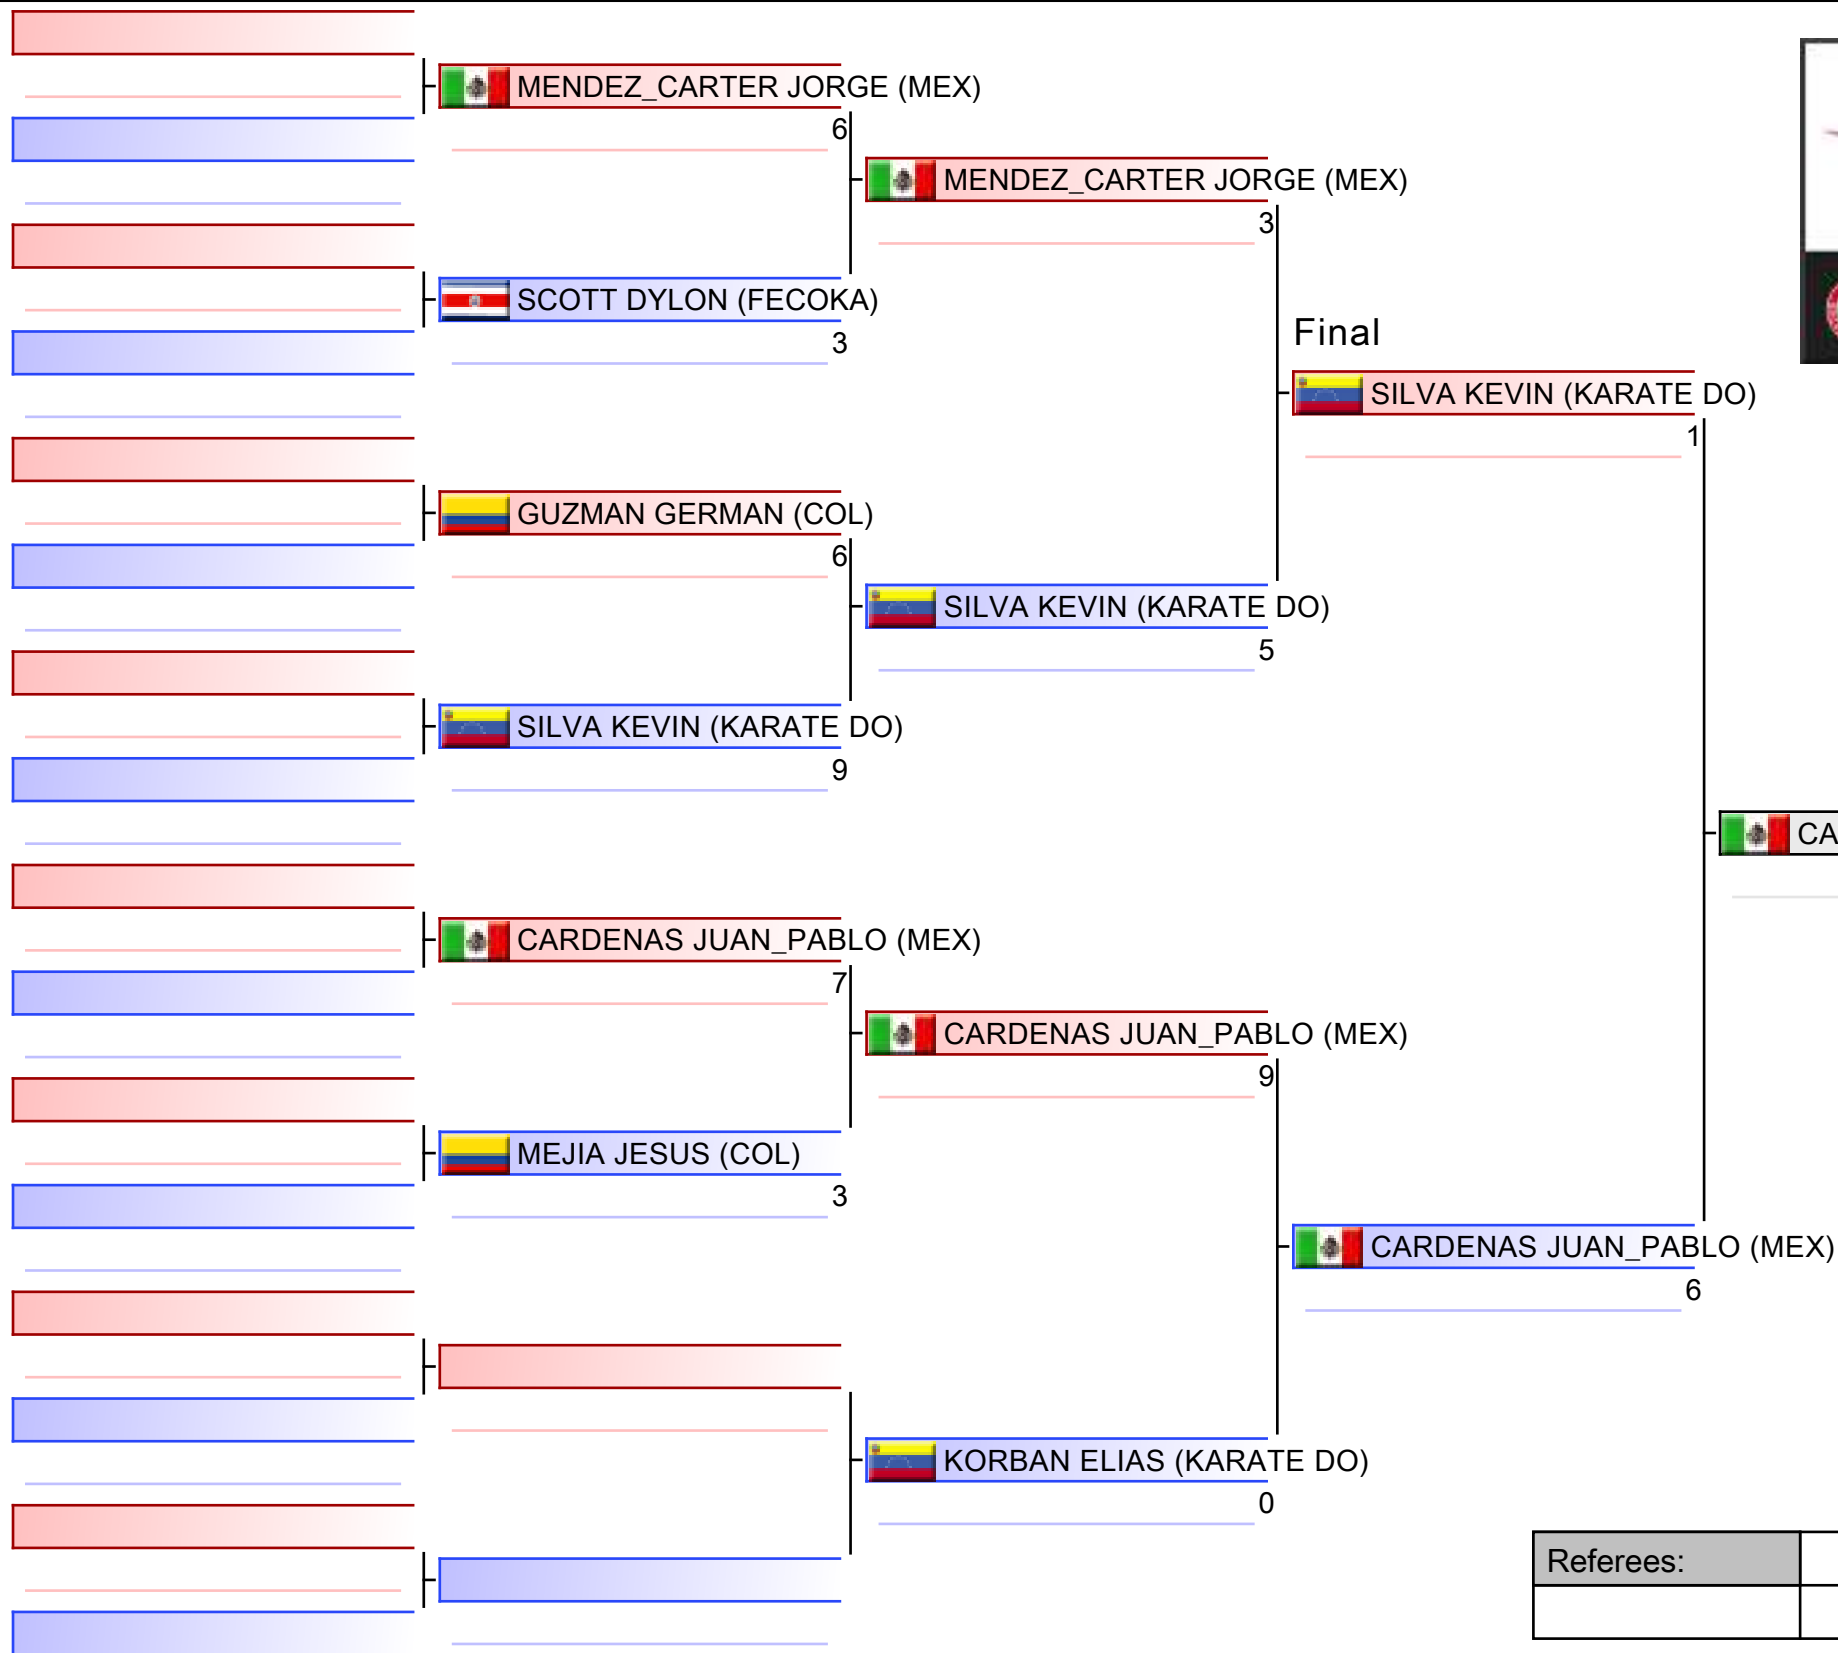 MENDEZ_CARTER JORGE (MEX)
6
SCOTT DYLON (FECOKA)
3
GUZMAN GERMAN (COL)
6
SILVA KEVIN (KARATE DO)
9
CARDENAS JUAN_PABLO (MEX)
7
MEJIA JESUS (COL)
3
MENDEZ_CARTER JORGE (MEX)
3
SILVA KEVIN (KARATE DO)
5
CARDENAS JUAN_PABLO (MEX)
9
KORBAN ELIAS (KARATE DO)
0
Final
SILVA KEVIN (KARATE DO)
1
CARDENAS JUAN_PABLO (MEX)
6
CA
Referees: